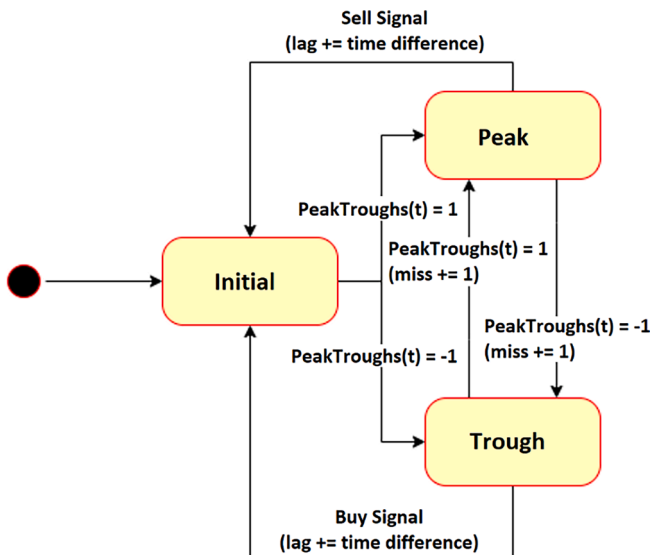 Sell Signal
(lag += time difference)
Peak
PeakTroughs(t) = 1
PeakTroughs(t) = 1
(miss += 1)
Initial
PeakTroughs(t) = -1
(miss += 1)
PeakTroughs(t) = -1
Trough
Buy Signal
(lag += time difference)